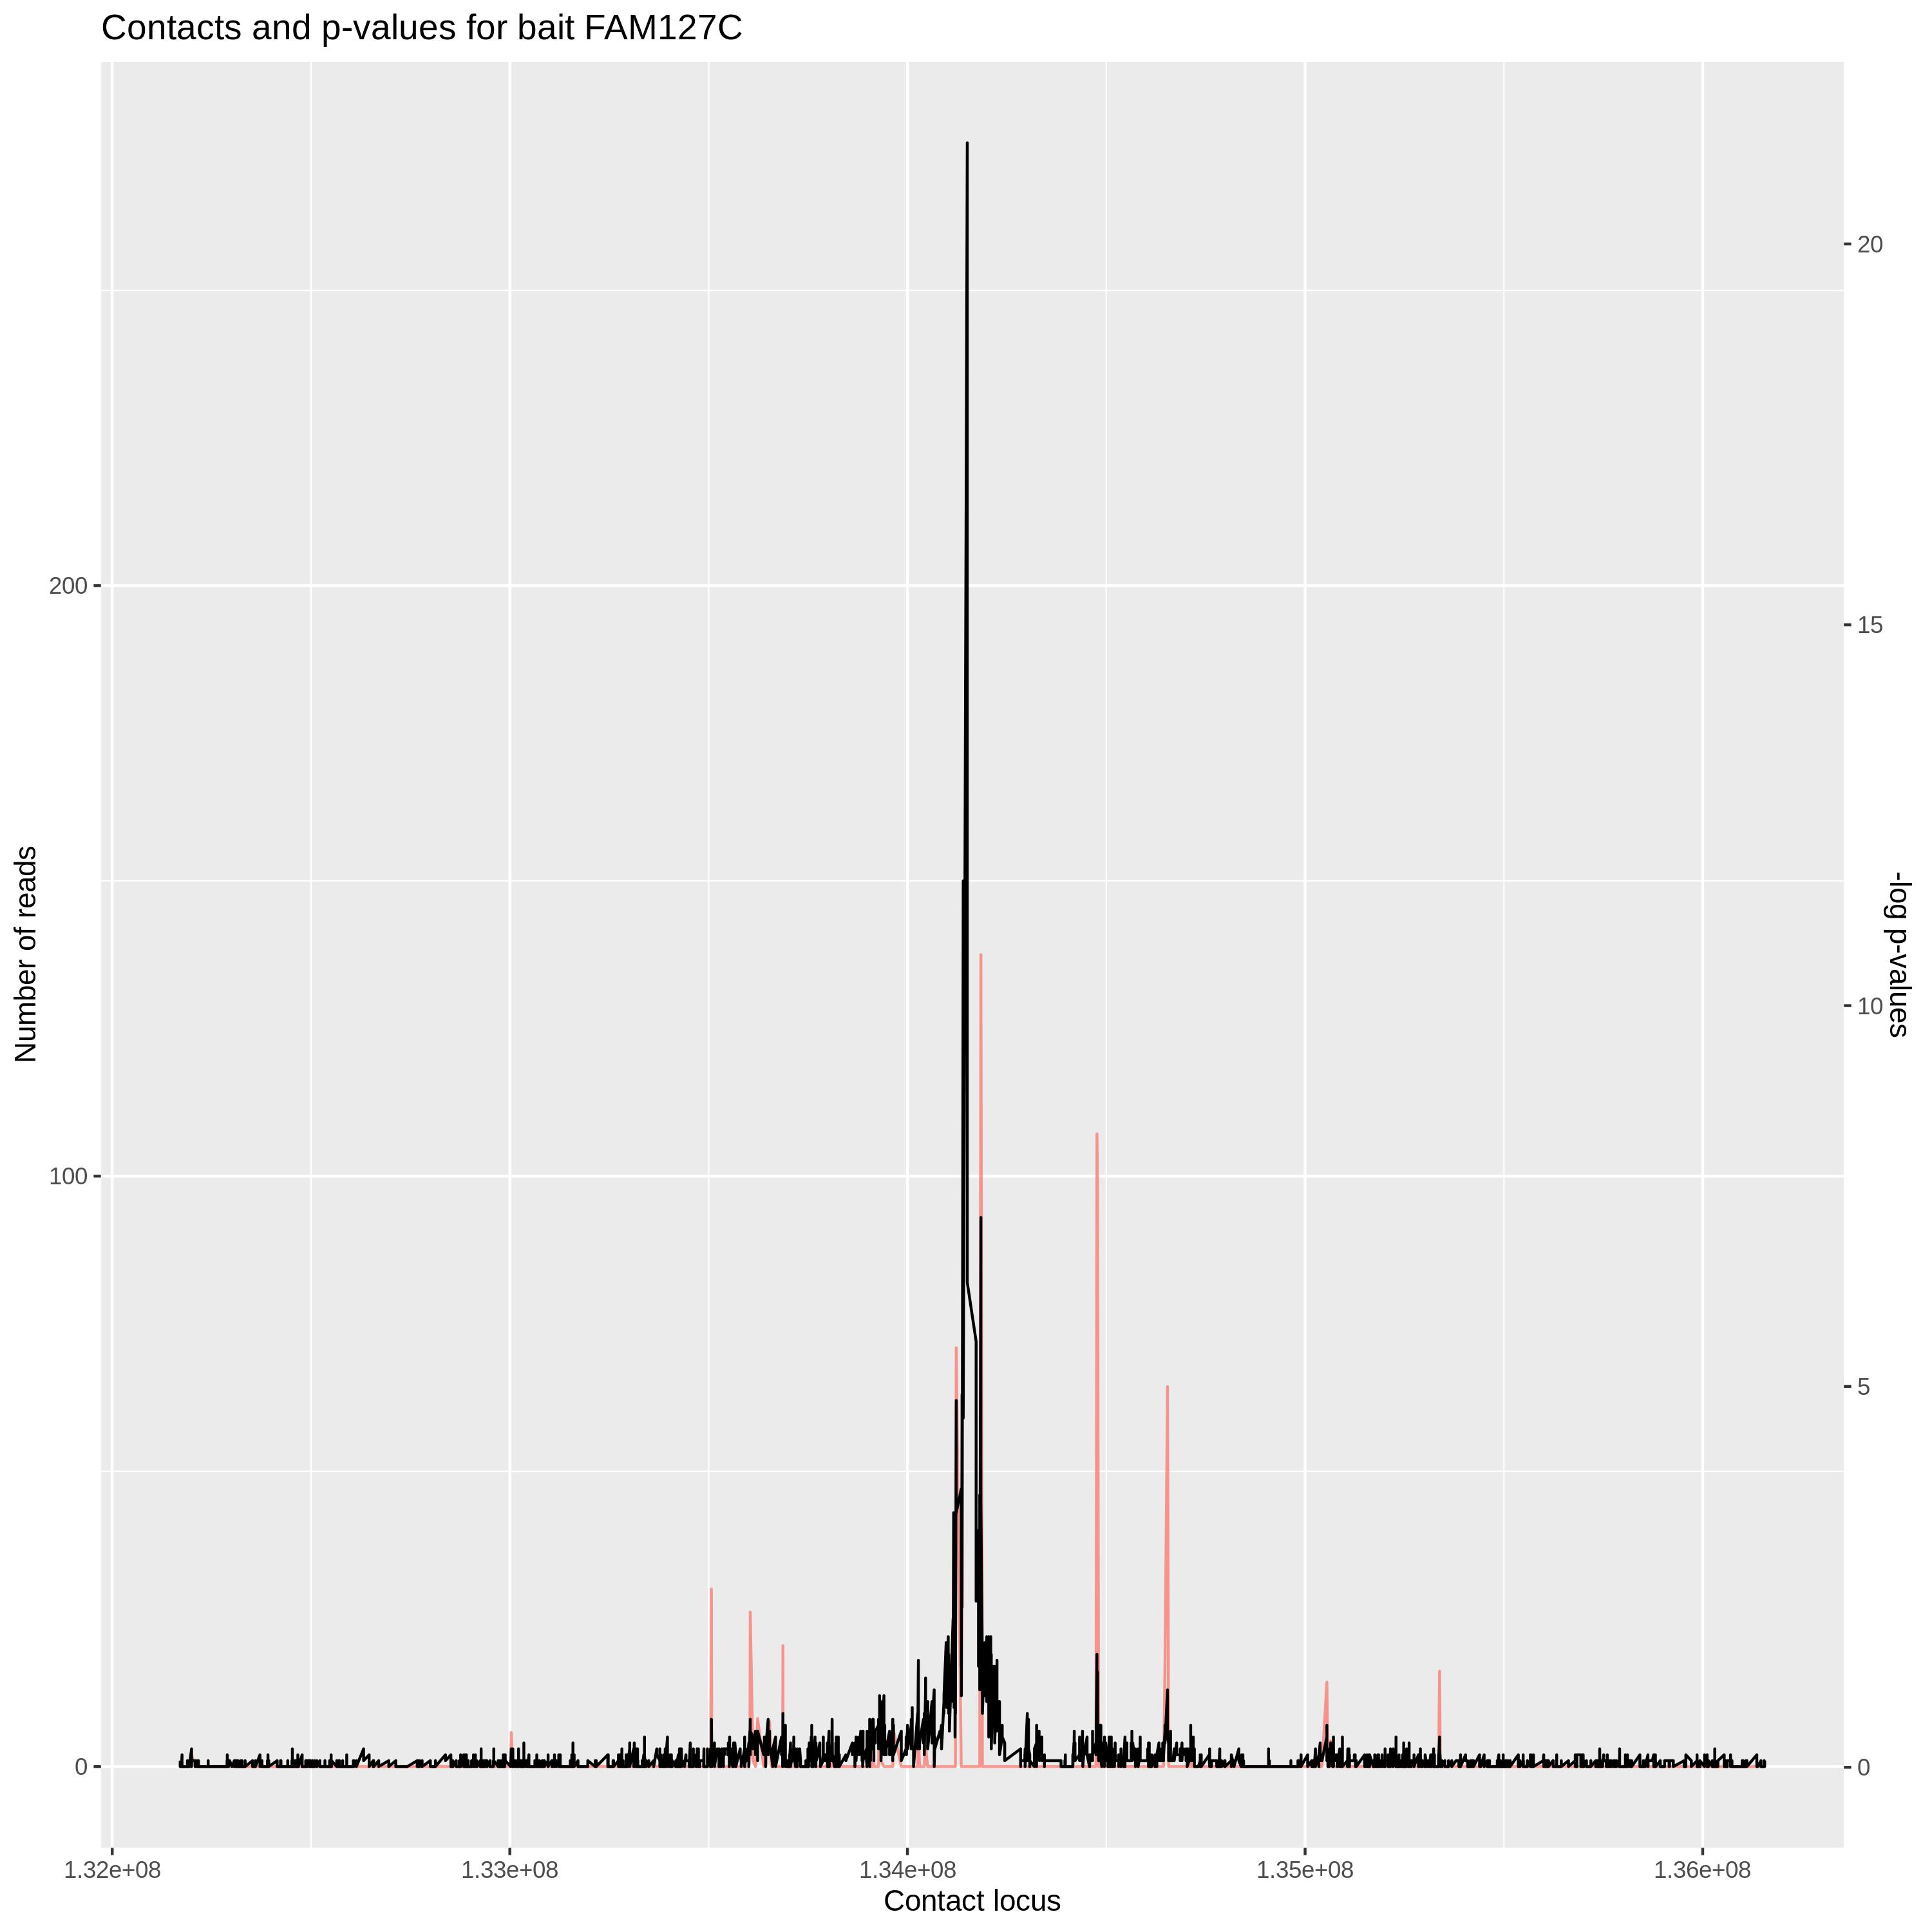 Contacts and p-values for bait FAM127C
Number of reads
200
100
0
20
15
10
5
0
-log p-values
1.32e+08 1.33e+08 1.34e+08 1.35e+08 1.36e+08
Contact locus